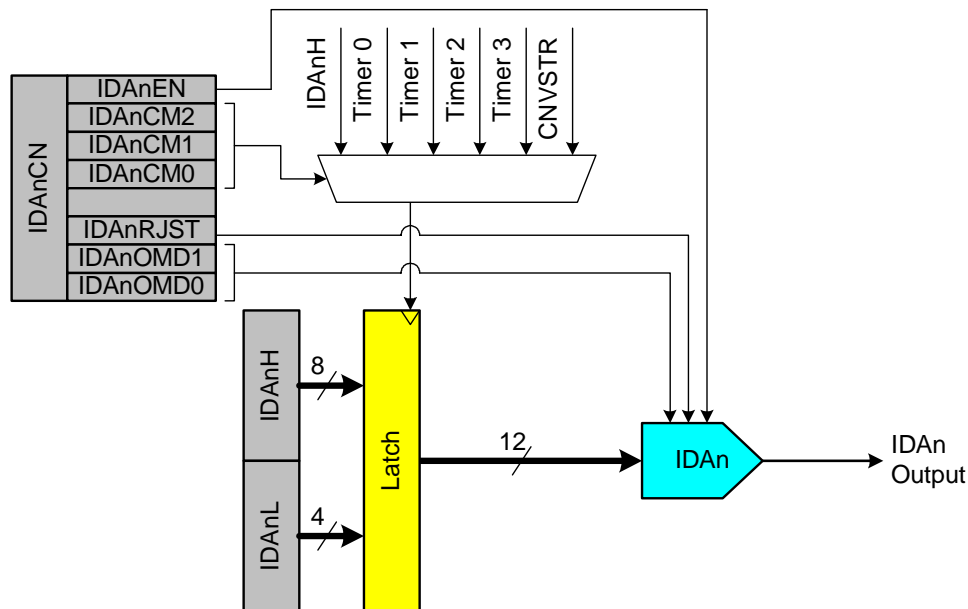 IDAnCN
IDAnEN
IDAnCM2
IDAnCM1
IDAnCM0
IDAnRJST
IDAnOMD1
IDAnOMD0
IDAnH
Timer 0
Timer 1
Timer 2
Timer 3
CNVSTR
IDAnH
IDAnL
8
4
Latch
12
IDAn
IDAn
Output